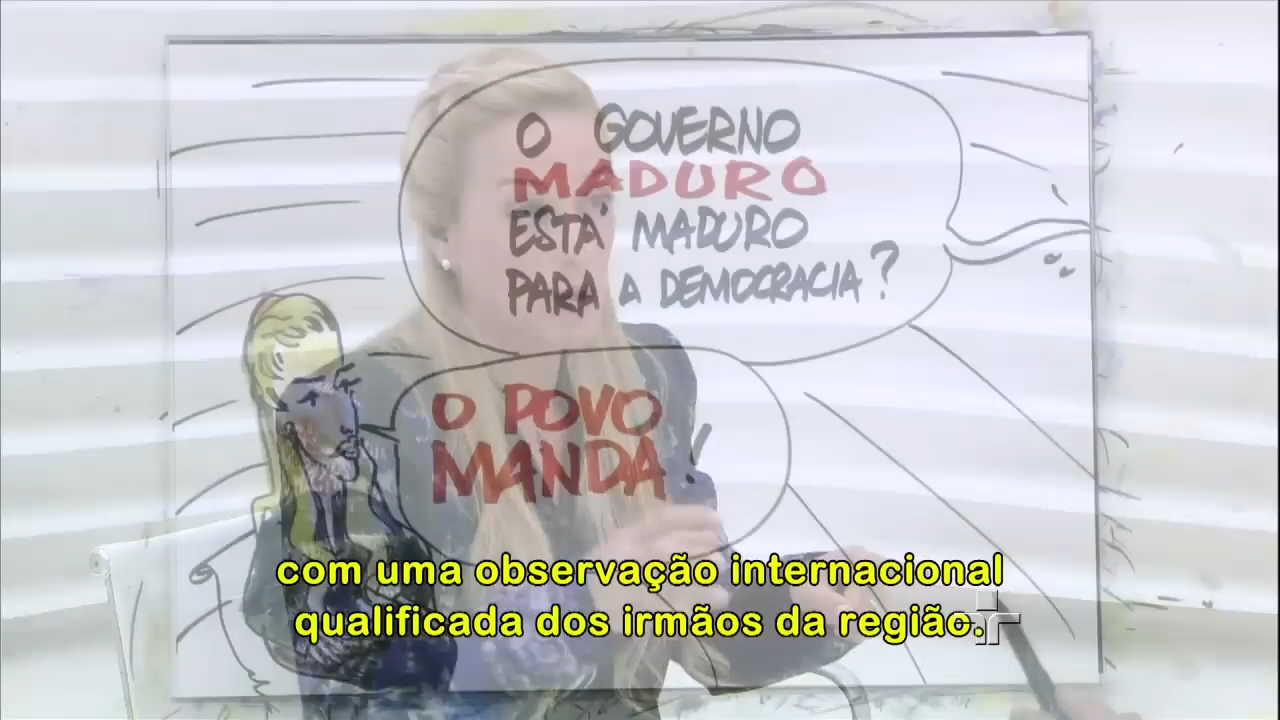 O GOVERNO
MADURO
ESTÁ MADURO
PARA A DEMOCRACIA?
O POVO
MANDA!
com uma observação internacional
qualificada dos irmãos da região.